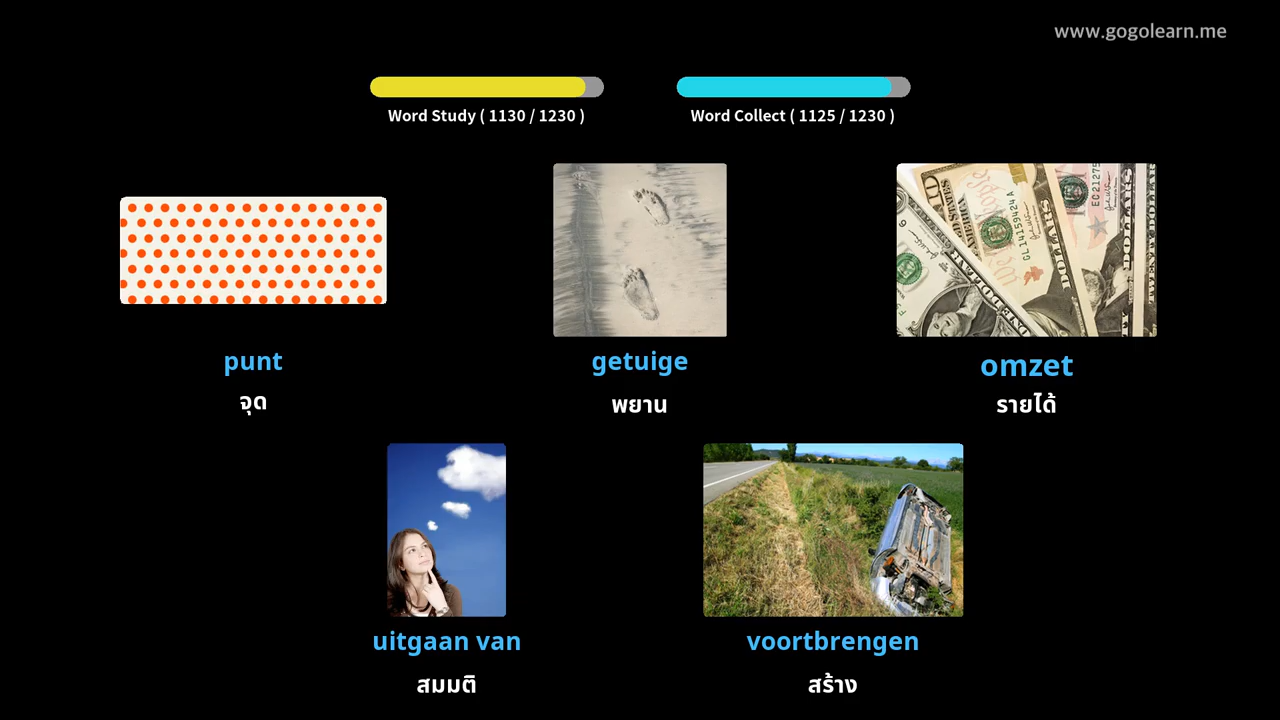 www.gogolearn.me
Word Study ( 1130 / 1230 )
Word Collect ( 1125 / 1230 )
punt
จุด
getuige
พยาน
omzet
รายได้
uitgaan van
สมมติ
voortbrengen
สร้าง